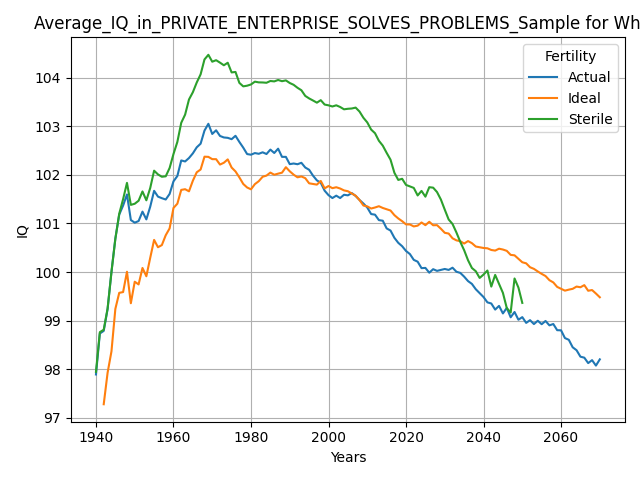 Average_IQ_in_PRIVATE_ENTERPRISE_SOLVES_PROBLEMS_Sample for Wh
Fertility
Actual
Ideal
Sterile
104
103
102
101
100
99
98
97
IQ
1940 1960 1980 2000 2020 2040 2060
Years